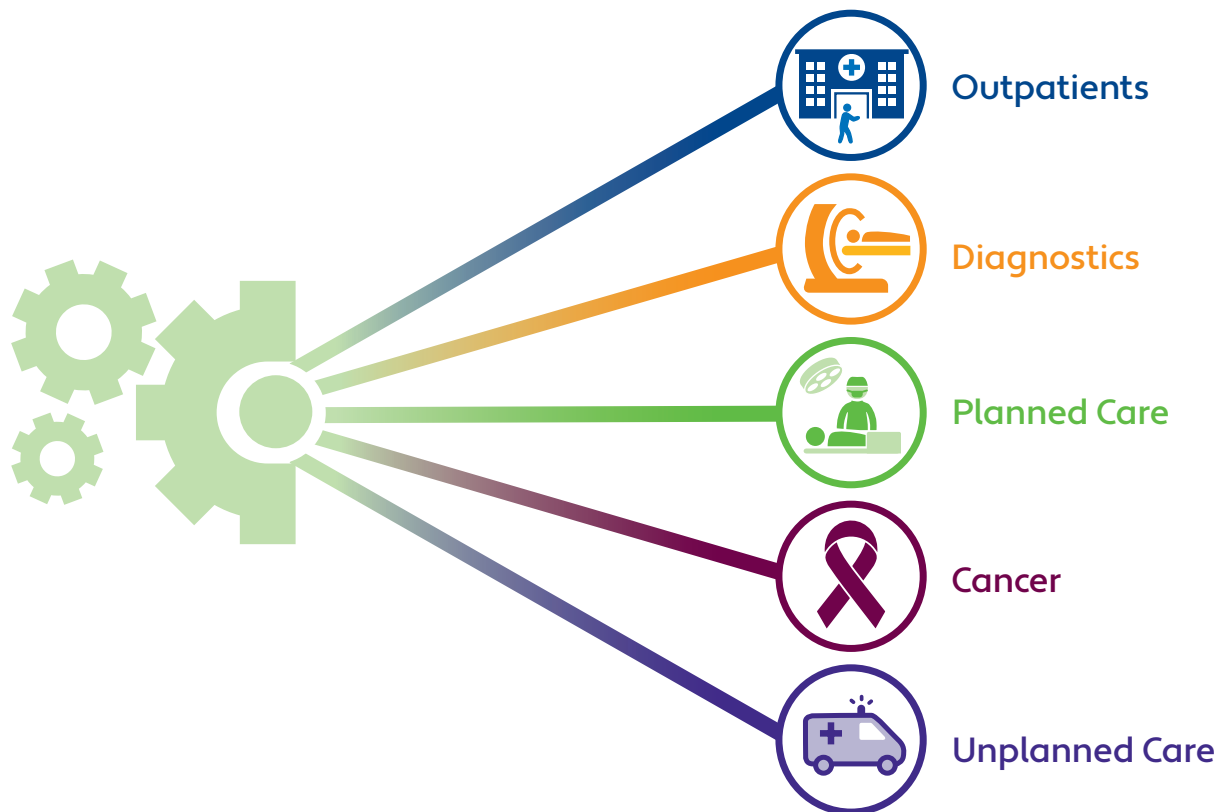 Outpatients
Diagnostics
Planned Care
Cancer
Unplanned Care